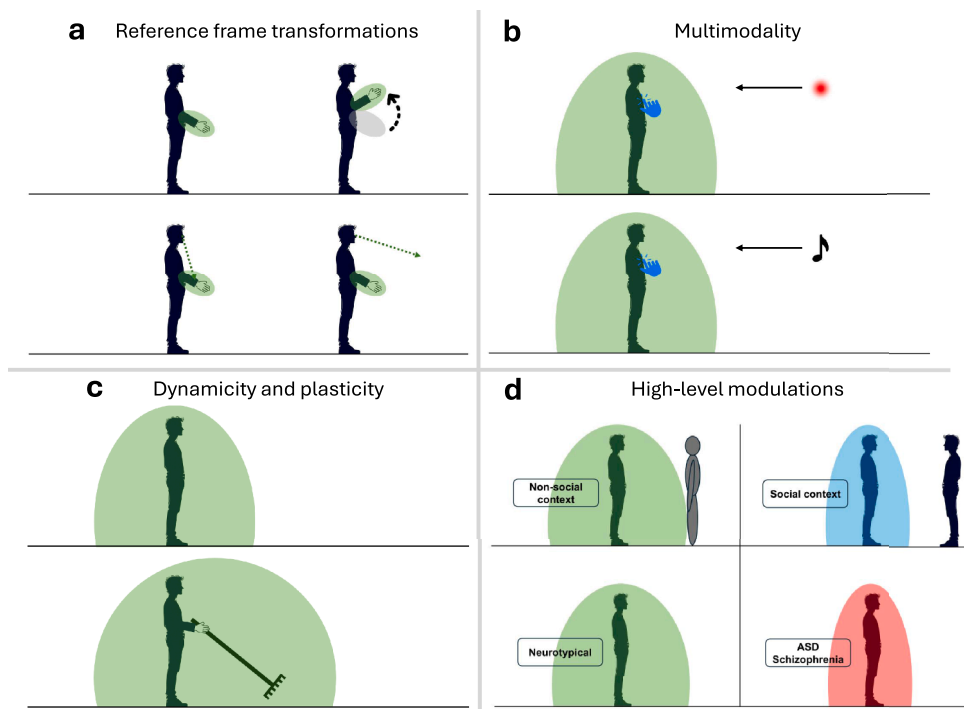 a Reference frame transformations
b Multimodality
c Dynamicity and plasticity
d High-level modulations
Non-social
context
Social context
Neurotypical
ASD
Schizophrenia